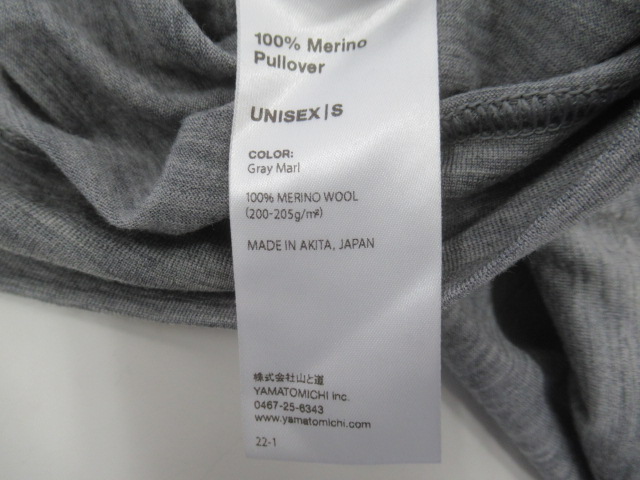 100% Merino
Pullover
UNISEX|S
COLOR:
Gray Marl
100% MERINO WOOL
(200-205g/㎡)
MADE IN AKITA, JAPAN
株式会社山と道
YAMATOMICHI Inc.
0467-25-6343
www.yamatomichi.com
22-1